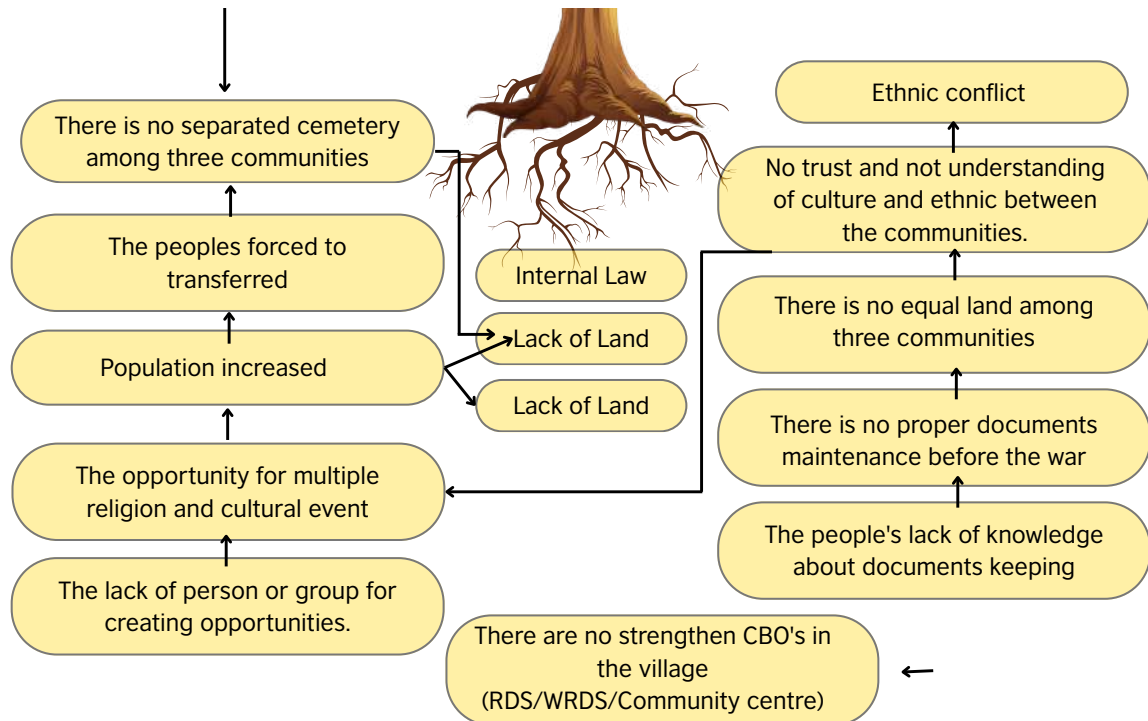 There is no separated cemetery
among three communities
The peoples forced to
transferred
Population increased
The opportunity for multiple
religion and cultural event
The lack of person or group for
creating opportunities.
Internal Law
Lack of Land
Lack of Land
There are no strengthen CBO's in
the village
(RDS/WRDS/Community centre)
Ethnic conflict
No trust and not understanding
of culture and ethnic between
the communities.
There is no equal land among
three communities
There is no proper documents
maintenance before the war
The people's lack of knowledge
about documents keeping